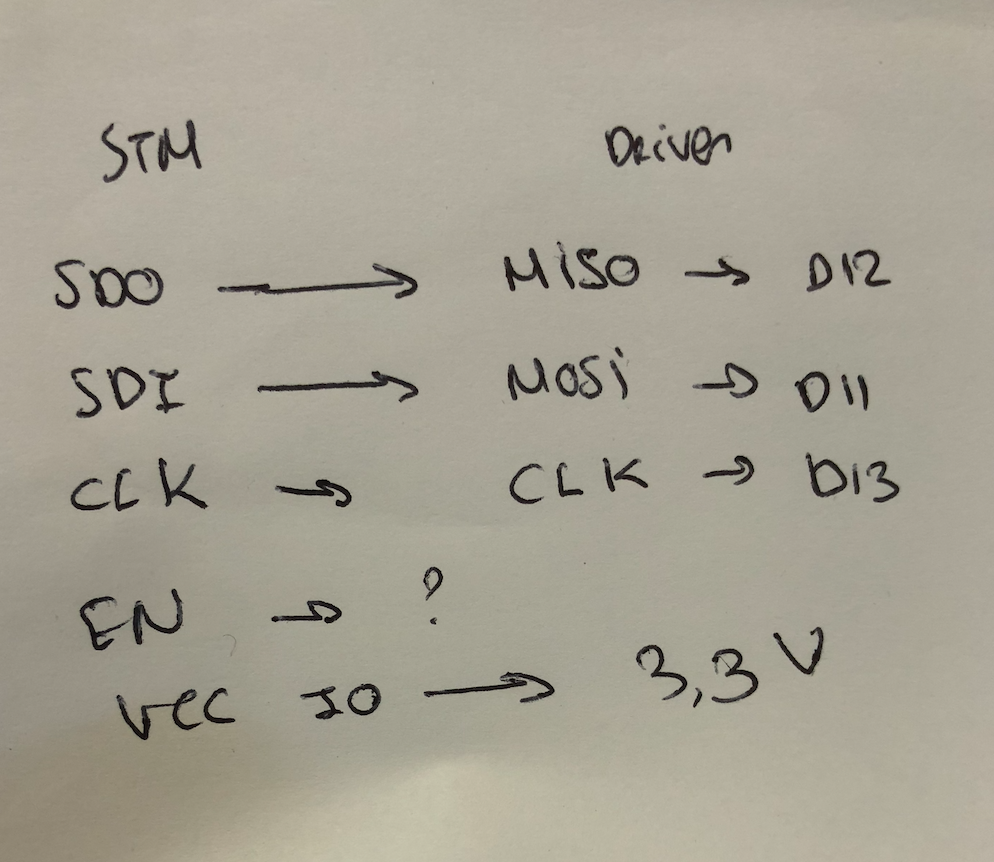 STM Driver
SDO → MISO → D12
SDI → MOSi → D11
CLK → CLK → D13
EN → ?
Vcc IO → 3,3 V